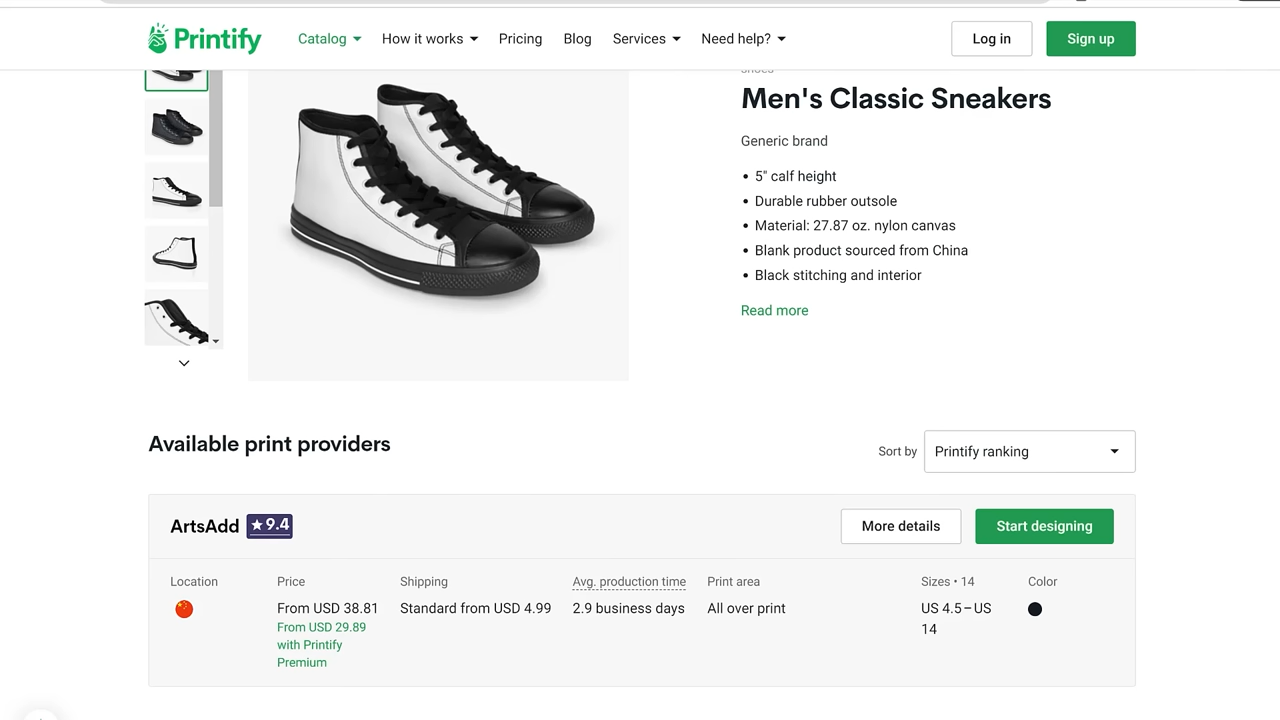 Printify
Catalog
How it works
Pricing
Blog
Services
Need help?
Log in
Sign up
Men's Classic Sneakers
Generic brand
• 5" calf height
• Durable rubber outsole
• Material: 27.87 oz. nylon canvas
• Blank product sourced from China
• Black stitching and interior
Read more
Available print providers
Sort by
Printify ranking
ArtsAdd
★ 9.4
More details
Start designing
Location
Price
Shipping
Avg. production time
Print area
Sizes • 14
Color
From USD 38.81
From USD 29.89
with Printify
Premium
Standard from USD 4.99
2.9 business days
All over print
US 4.5 – US
14